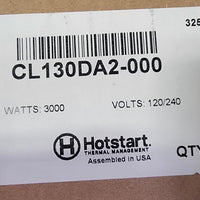 325
CL130DA2-000
WATTS: 3000 VOLTS: 120/240
Hotstart.
THERMAL MANAGEMENT
Assembled in USA
QTY